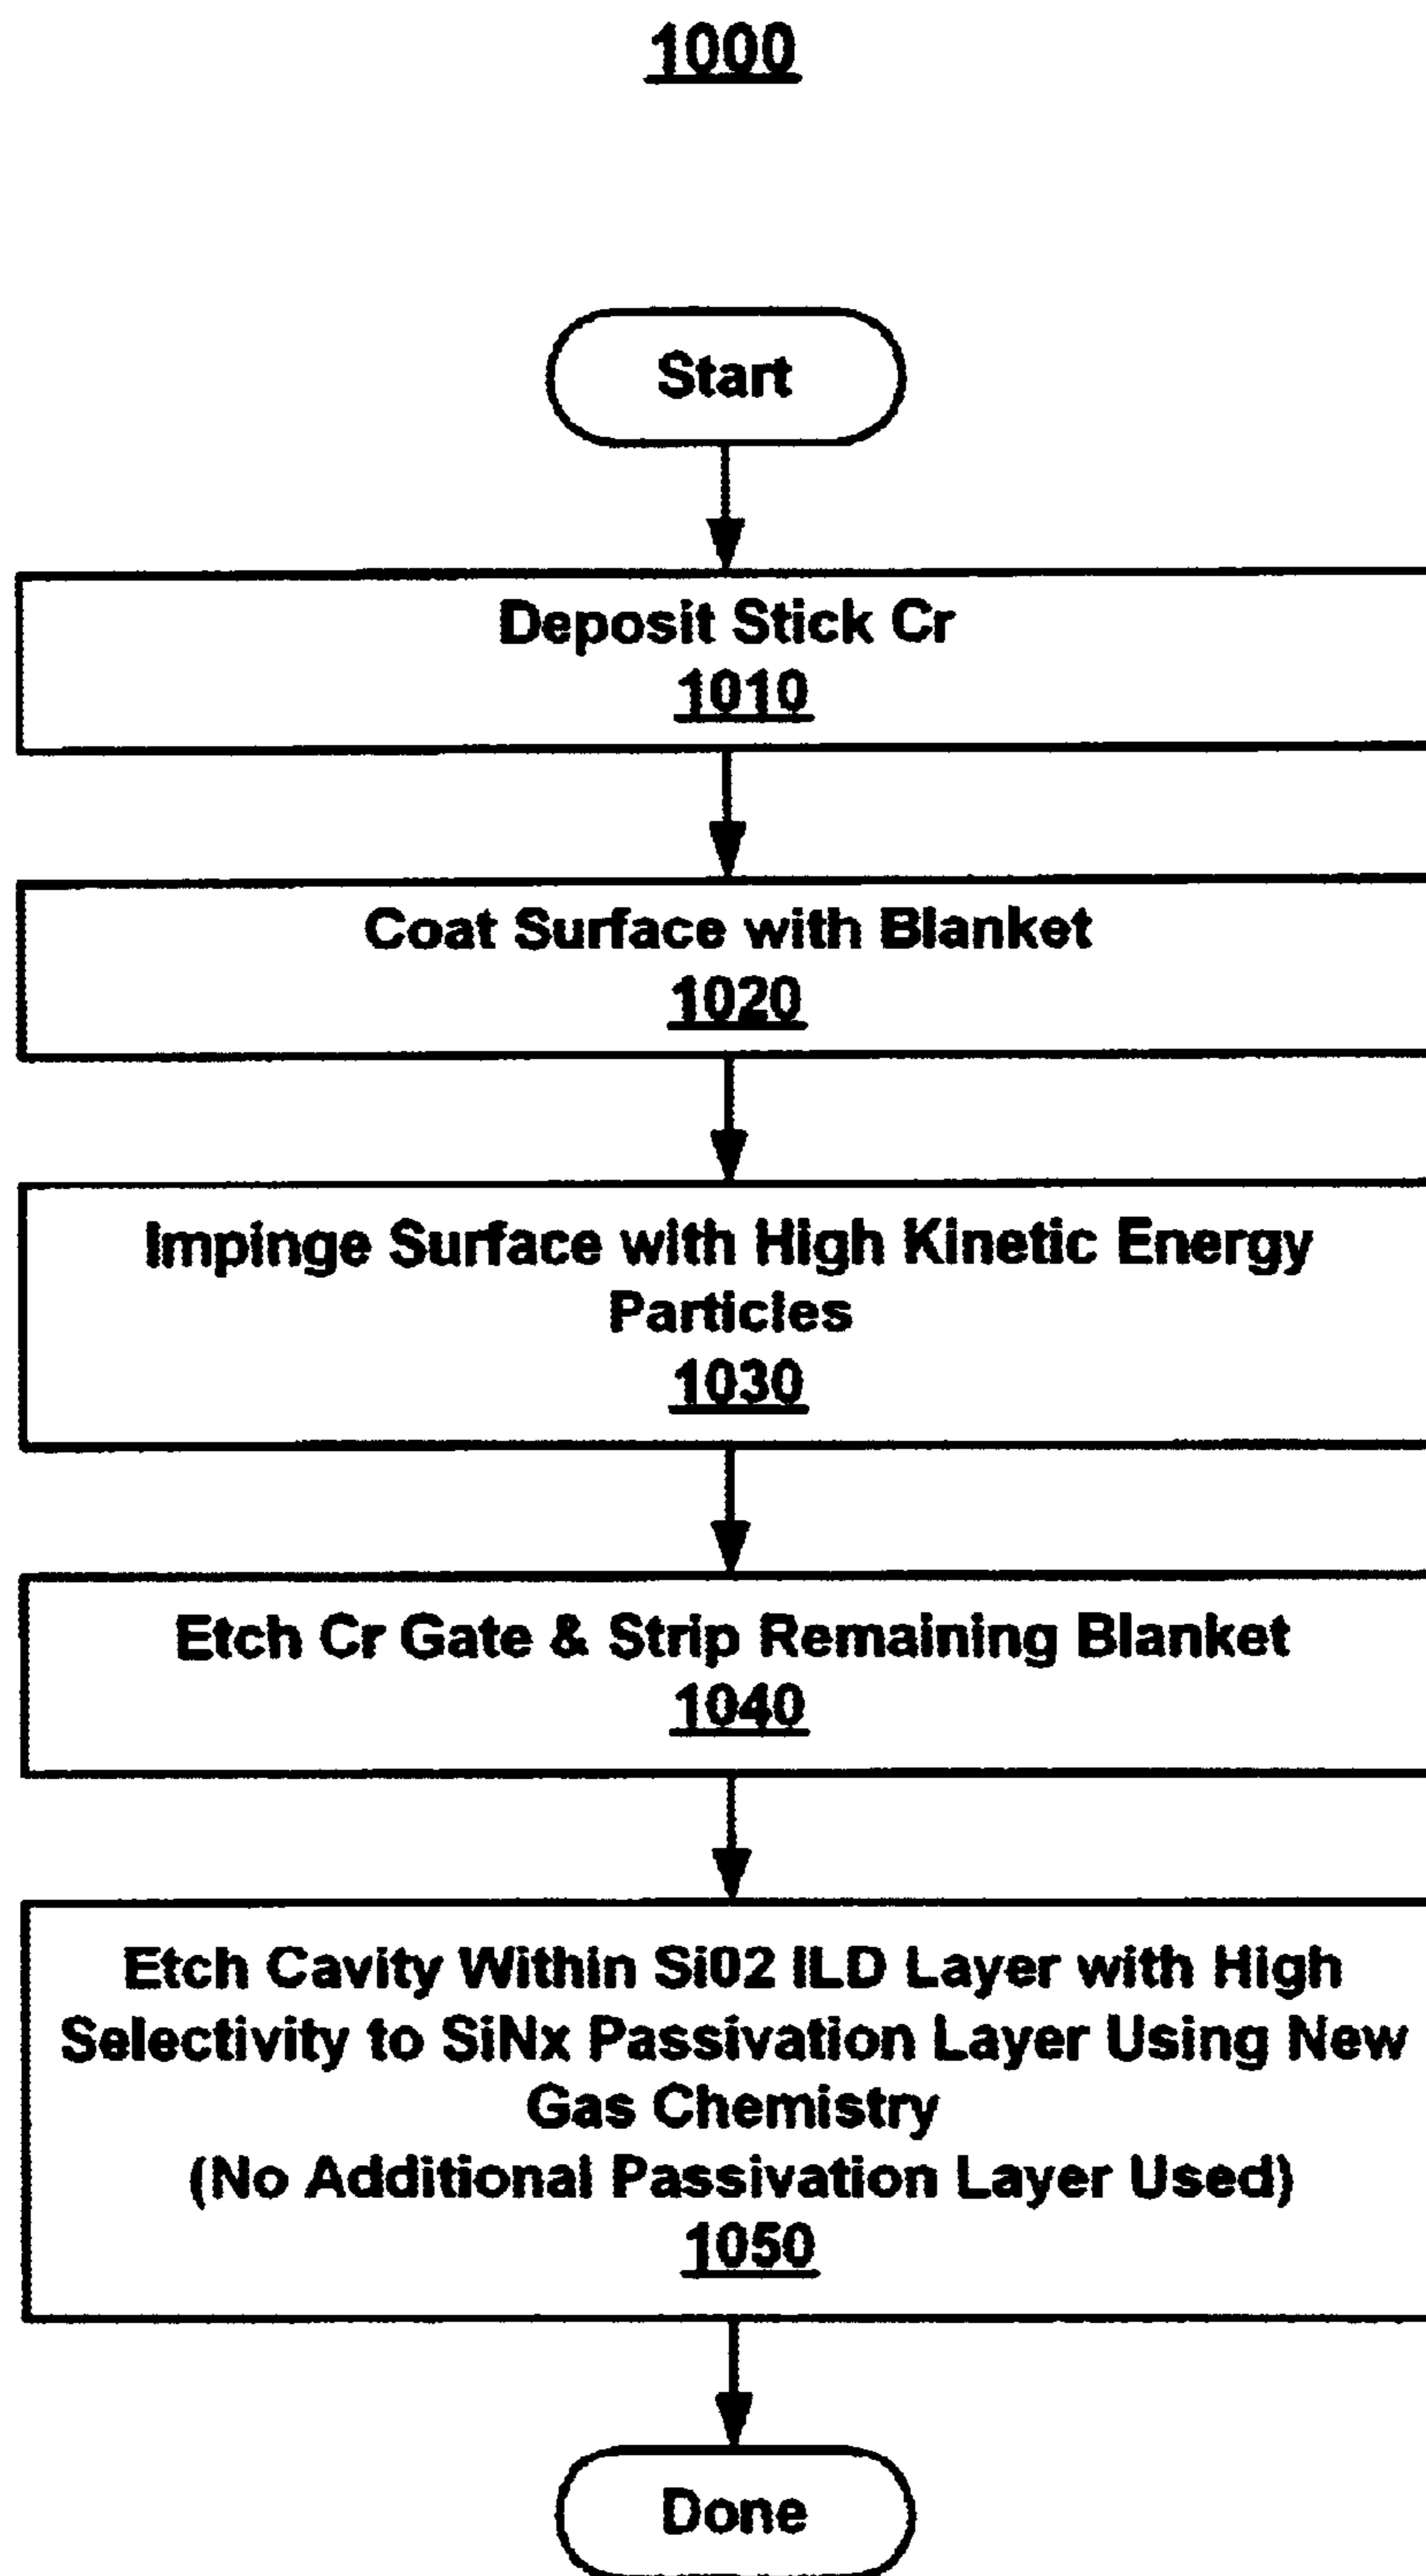 1000
Start
Deposit Stick Cr
1010
Coat Surface with Blanket
1020
Impinge Surface with High Kinetic Energy
Particles
1030
Etch Cr Gate & Strip Remaining Blanket
1040
Etch Cavity Within Si02 ILD Layer with High
Selectivity to SiNx Passivation Layer Using New
Gas Chemistry
(No Additional Passivation Layer Used)
1050
Done